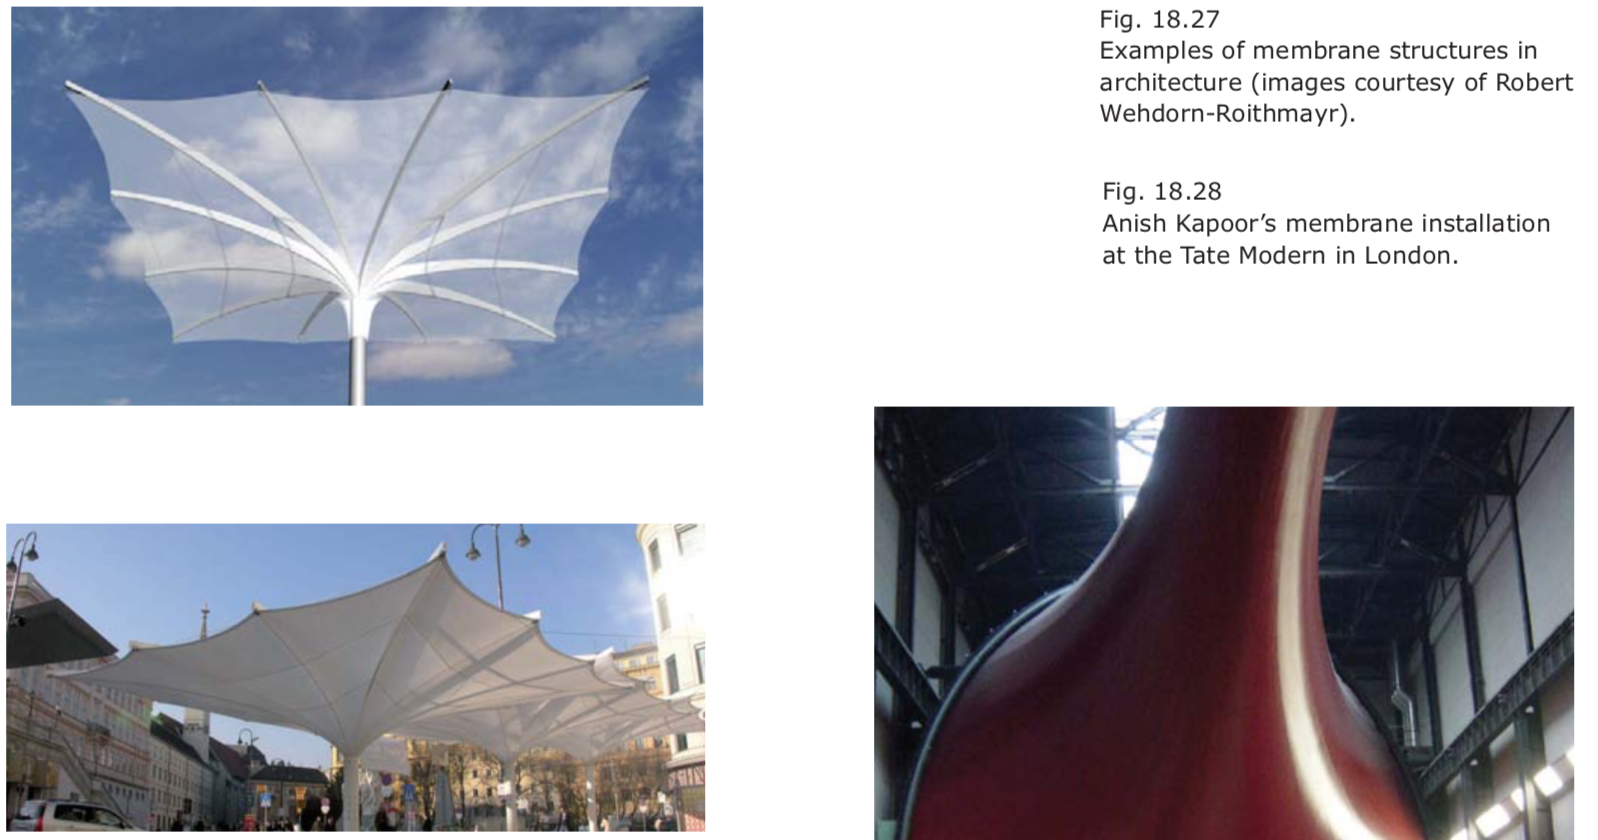 Fig. 18.27
Examples of membrane structures in
architecture (images courtesy of Robert
Wehdorn-Roithmayr).
Fig. 18.28
Anish Kapoor’s membrane installation
at the Tate Modern in London.